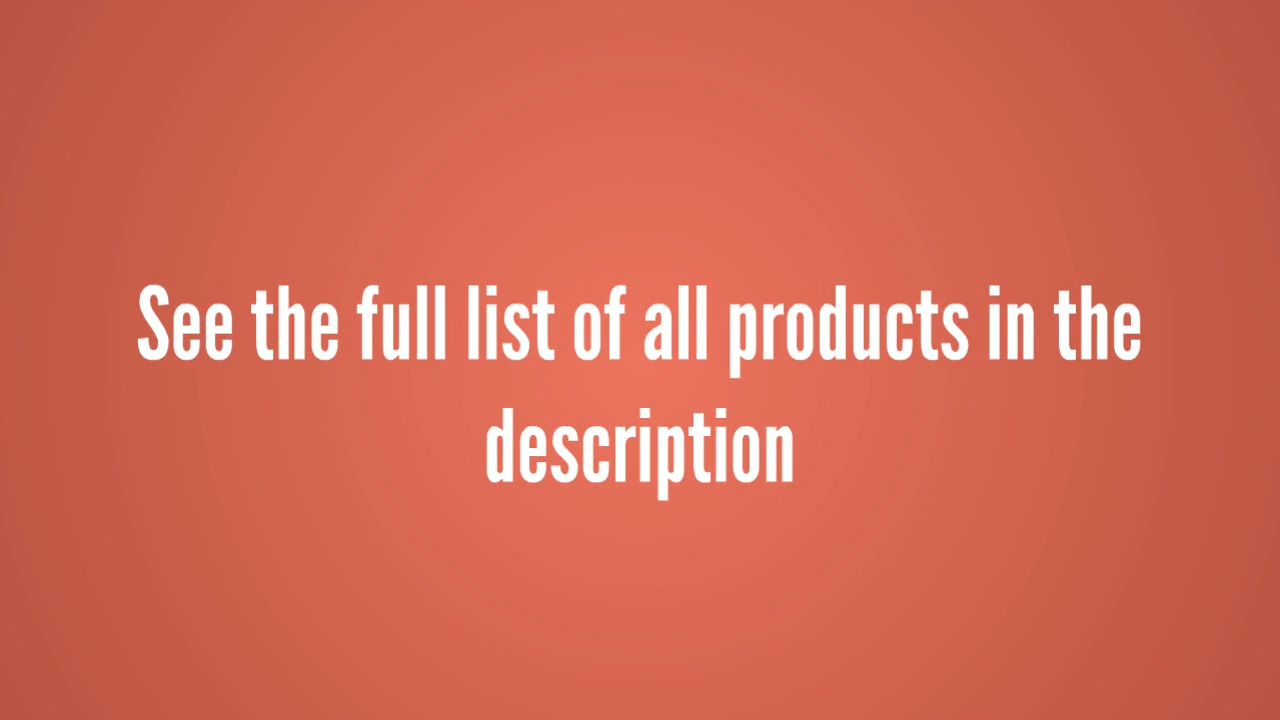 See the full list of all products in the
description